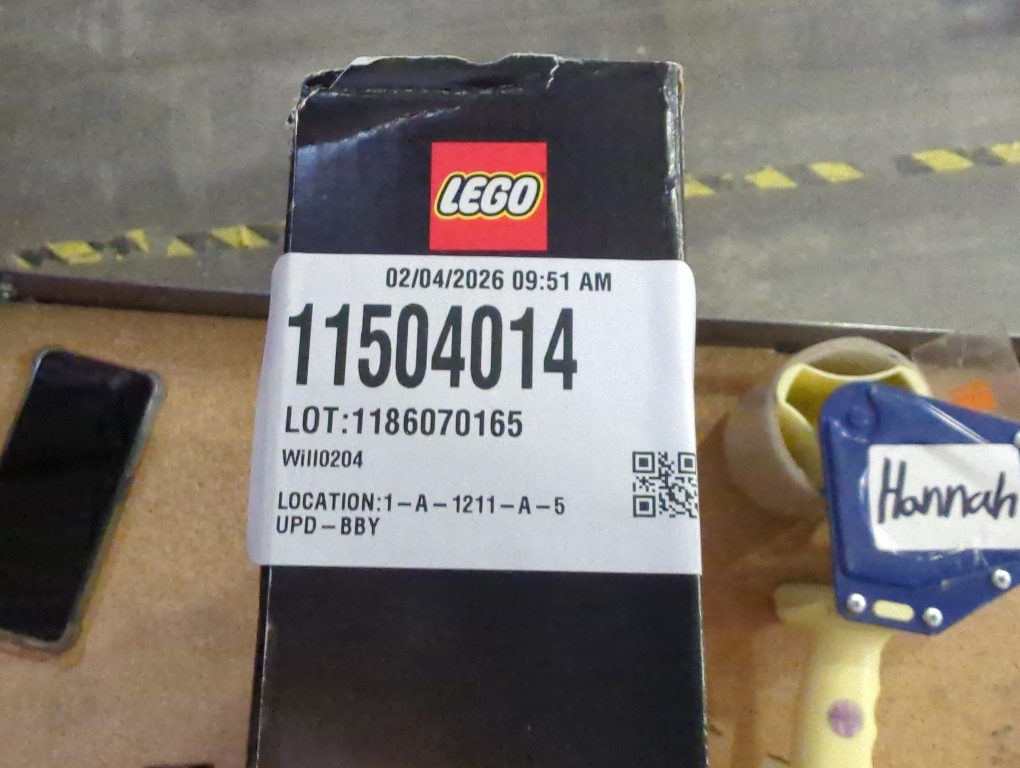 LEGO
02/04/2026 09:51 AM
11504014
LOT:1186070165
Will0204
LOCATION:1-A-1211-A-5
UPD-BBY
Hannah